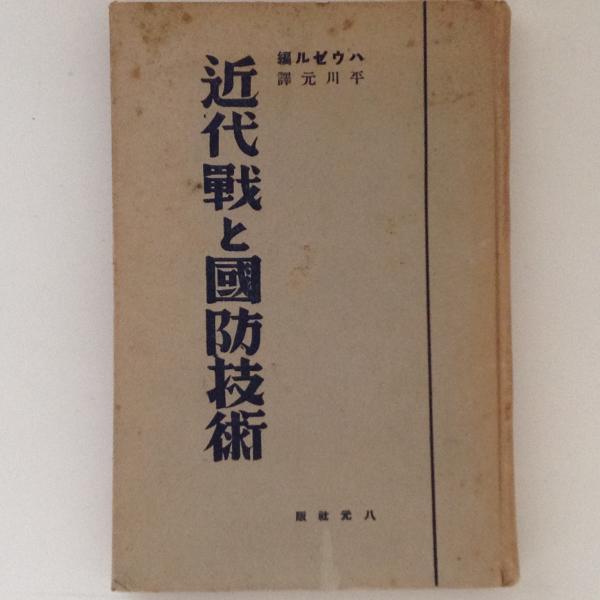 ハウゼル編
平川元譯
近代戰と國防技術
八元社版